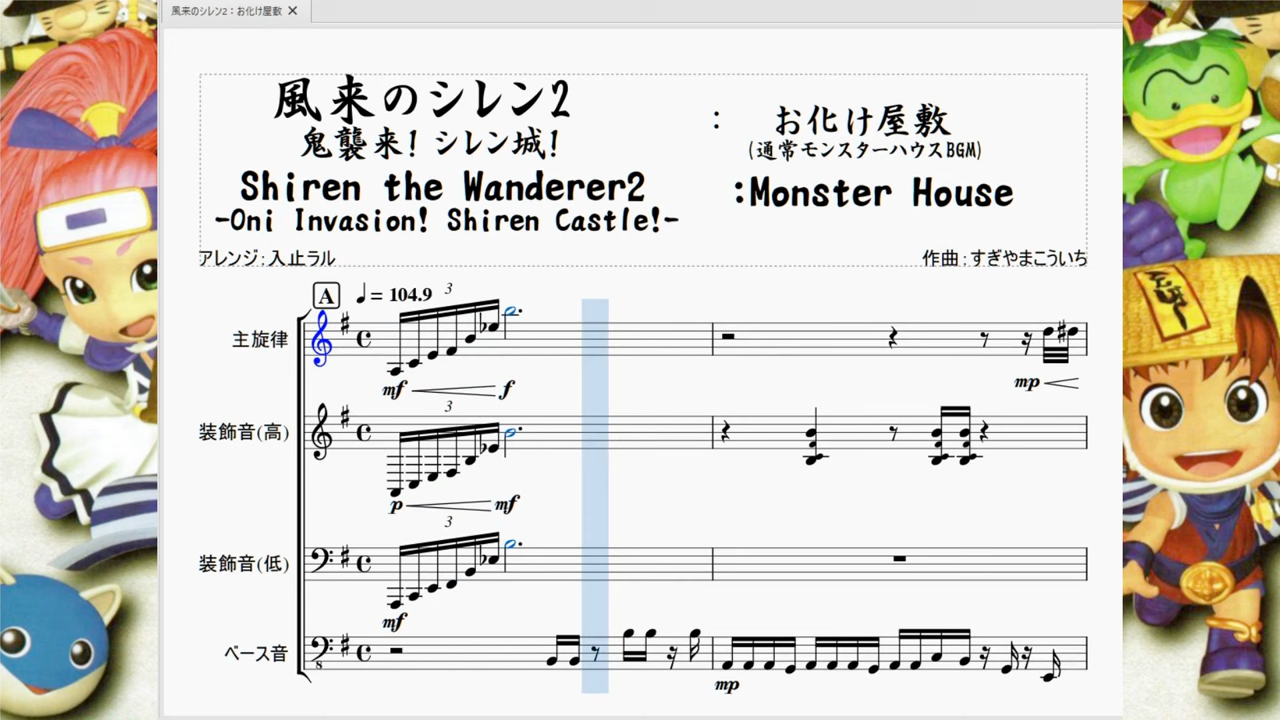 風来のシレン2：お化け屋敷 ✕
風来のシレン2
鬼襲来! シレン城!
: お化け屋敷
(通常モンスターハウスBGM)
Shiren the Wanderer2
-Oni Invasion! Shiren Castle!-
:Monster House
アレンジ:入止ラル
作曲:すぎやまこういち
A ♩= 104.9
3
主旋律
mf f
mp
3
装飾音(高)
p mf
3
装飾音(低)
mf
ベース音
8
mp